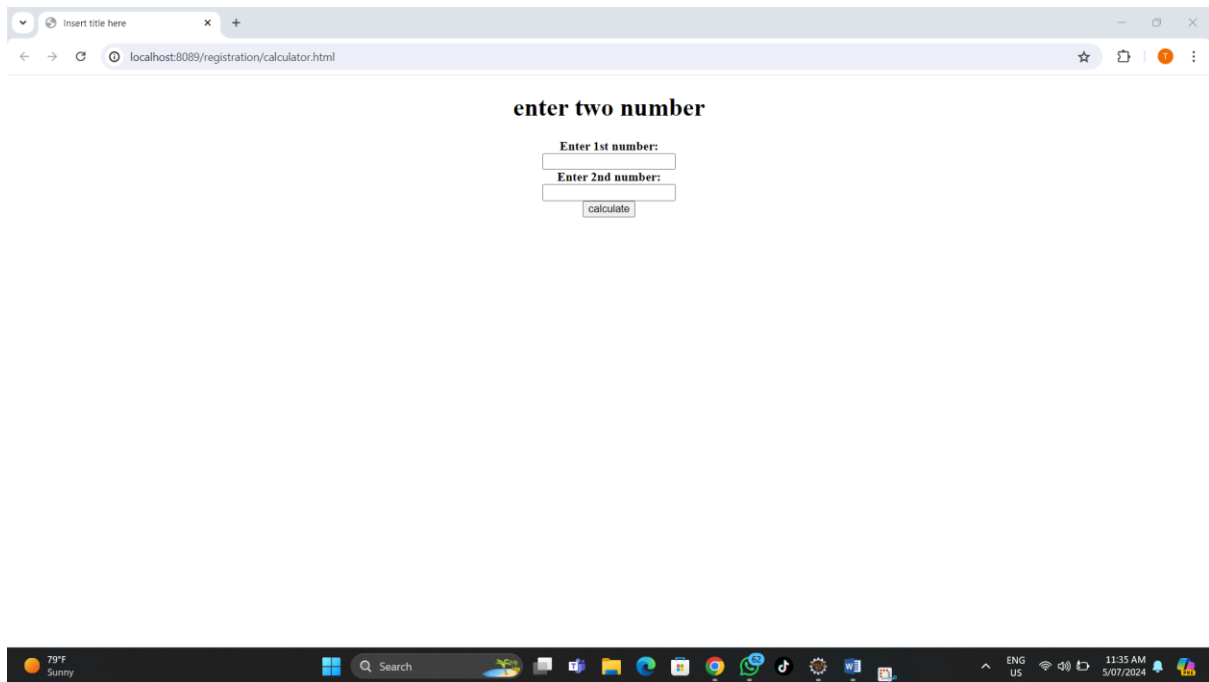 Insert title here
localhost:8089/registration/calculator.html
T
enter two number
Enter 1st number:
Enter 2nd number:
calculate
79°F
Sunny
Search
62
ENG
US
11:35 AM
5/07/2024